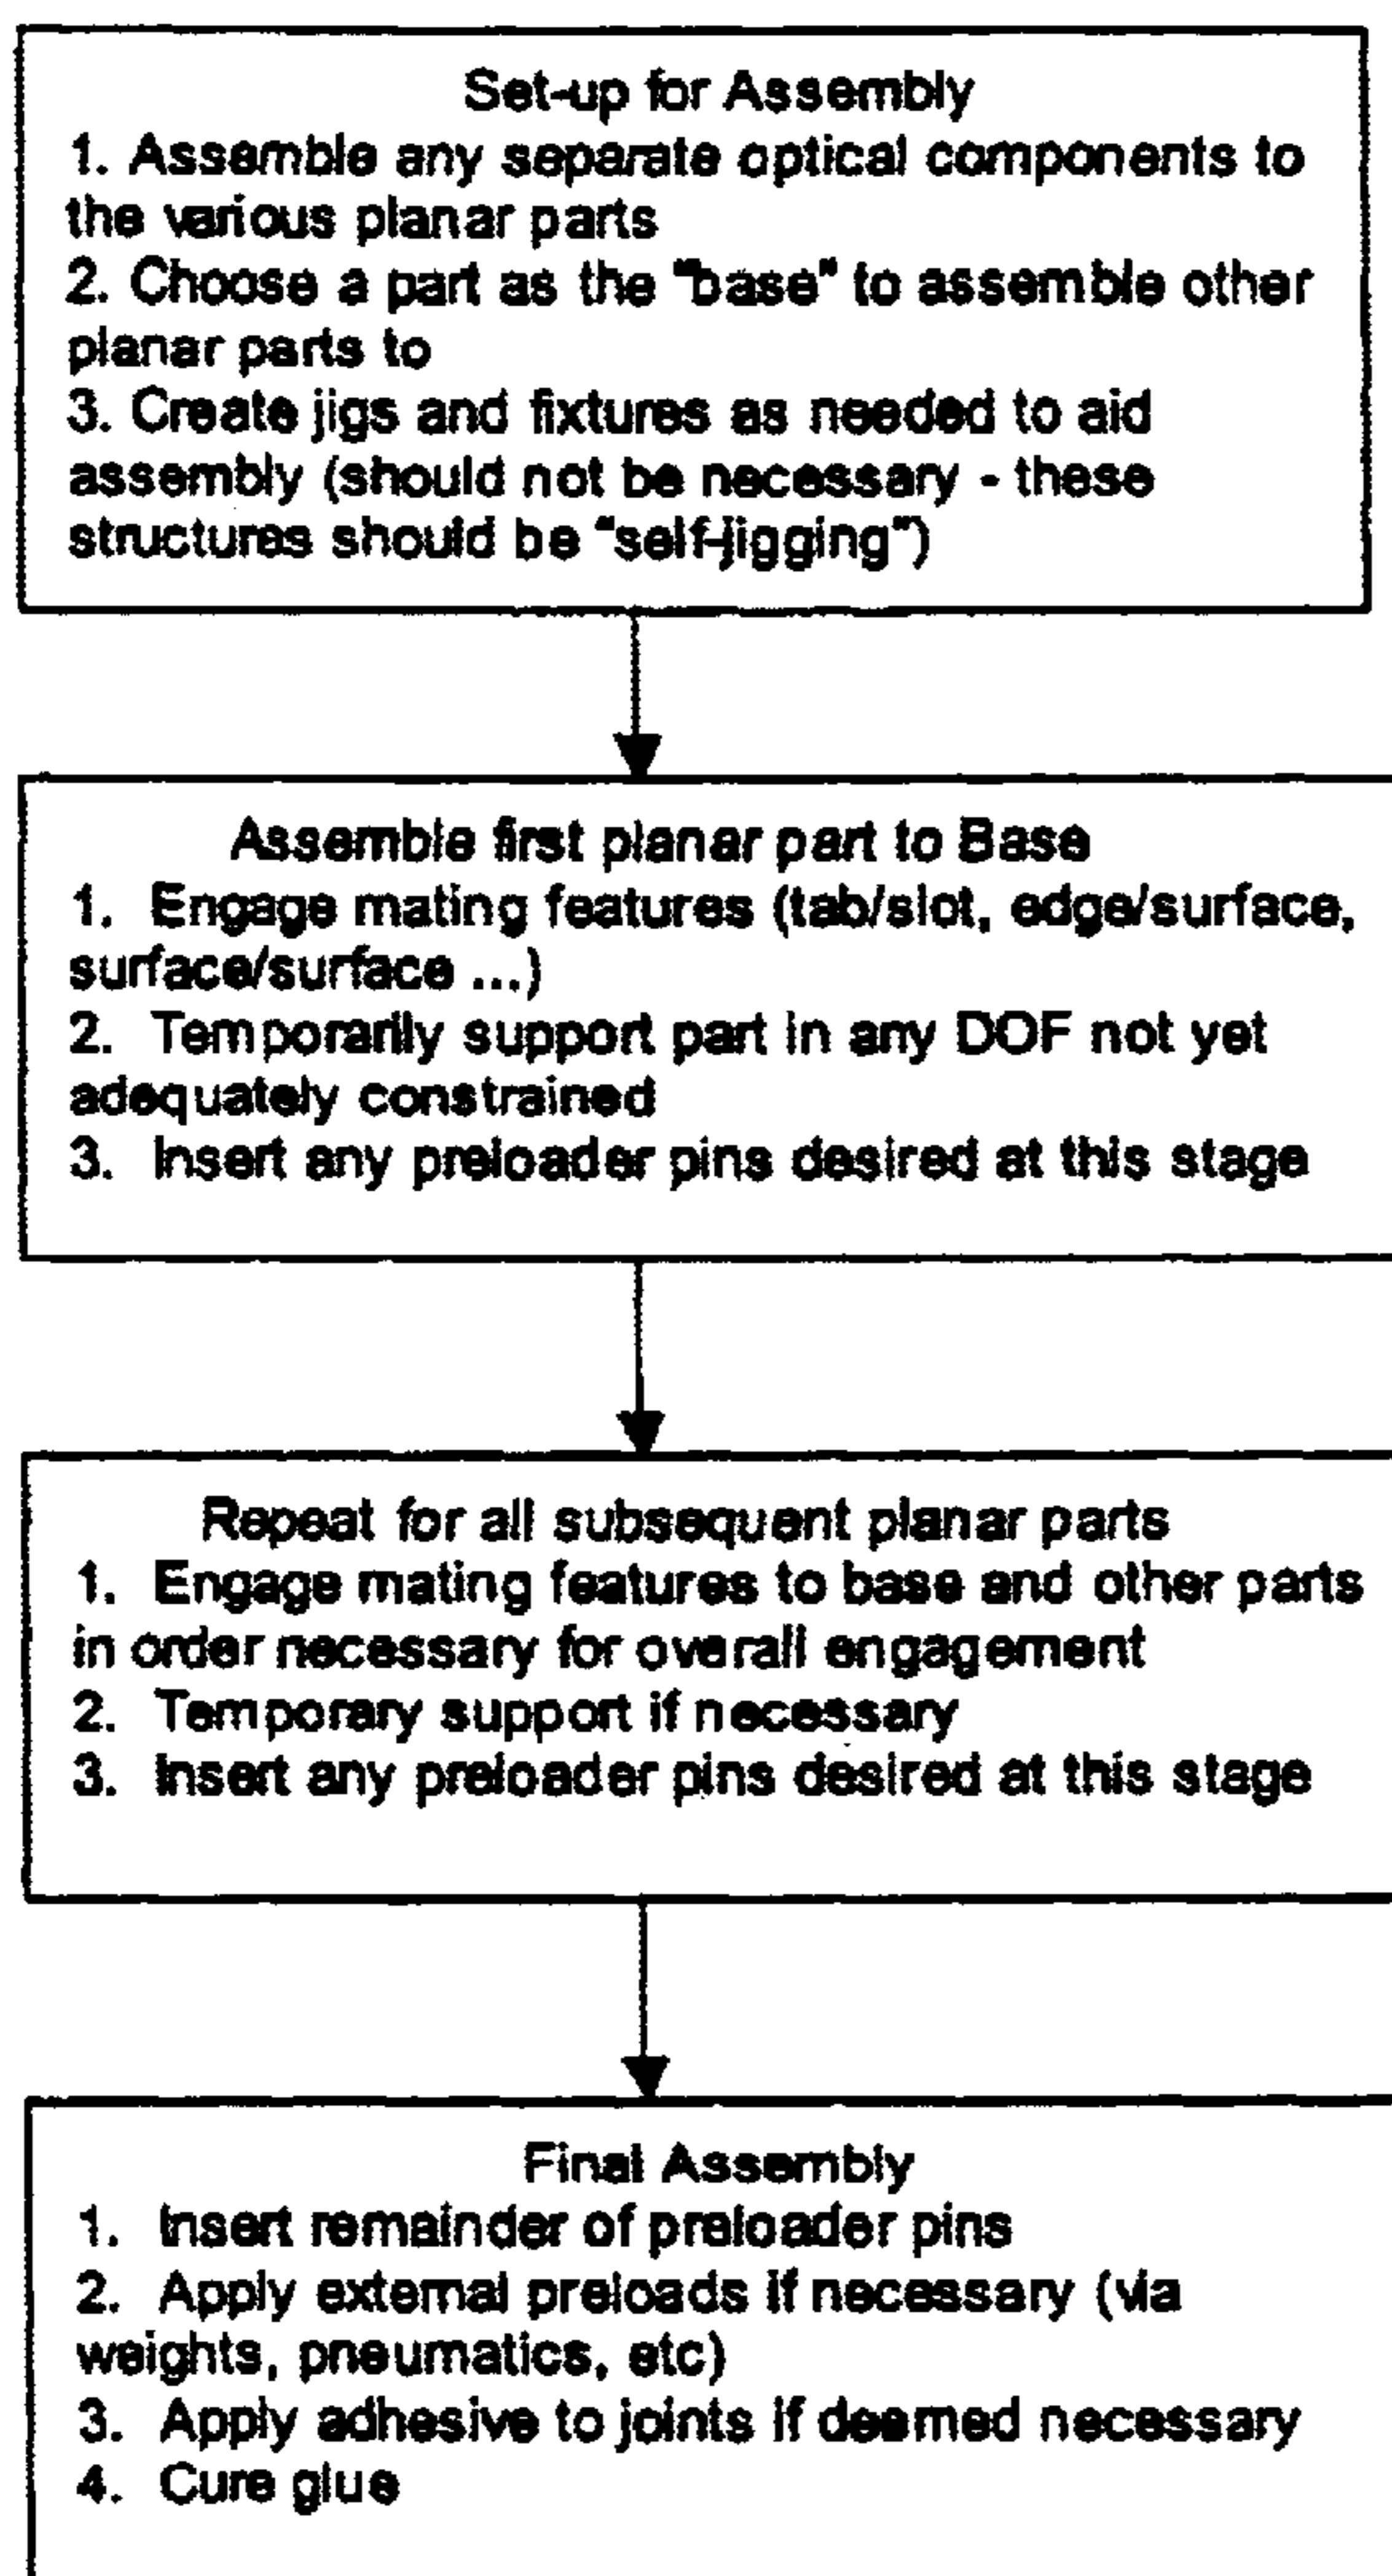 Set-up for Assembly
1. Assemble any separate optical components to
the various planar parts
2. Choose a part as the "base" to assemble other
planar parts to
3. Create jigs and fixtures as needed to aid
assembly (should not be necessary - these
structures should be "self-jigging")
Assemble first planar part to Base
1. Engage mating features (tab/slot, edge/surface,
surface/surface ...)
2. Temporarily support part in any DOF not yet
adequately constrained
3. Insert any preloader pins desired at this stage
Repeat for all subsequent planar parts
1. Engage mating features to base and other parts
in order necessary for overall engagement
2. Temporary support if necessary
3. Insert any preloader pins desired at this stage
Final Assembly
1. Insert remainder of preloader pins
2. Apply external preloads if necessary (via
weights, pneumatics, etc)
3. Apply adhesive to joints if deemed necessary
4. Cure glue